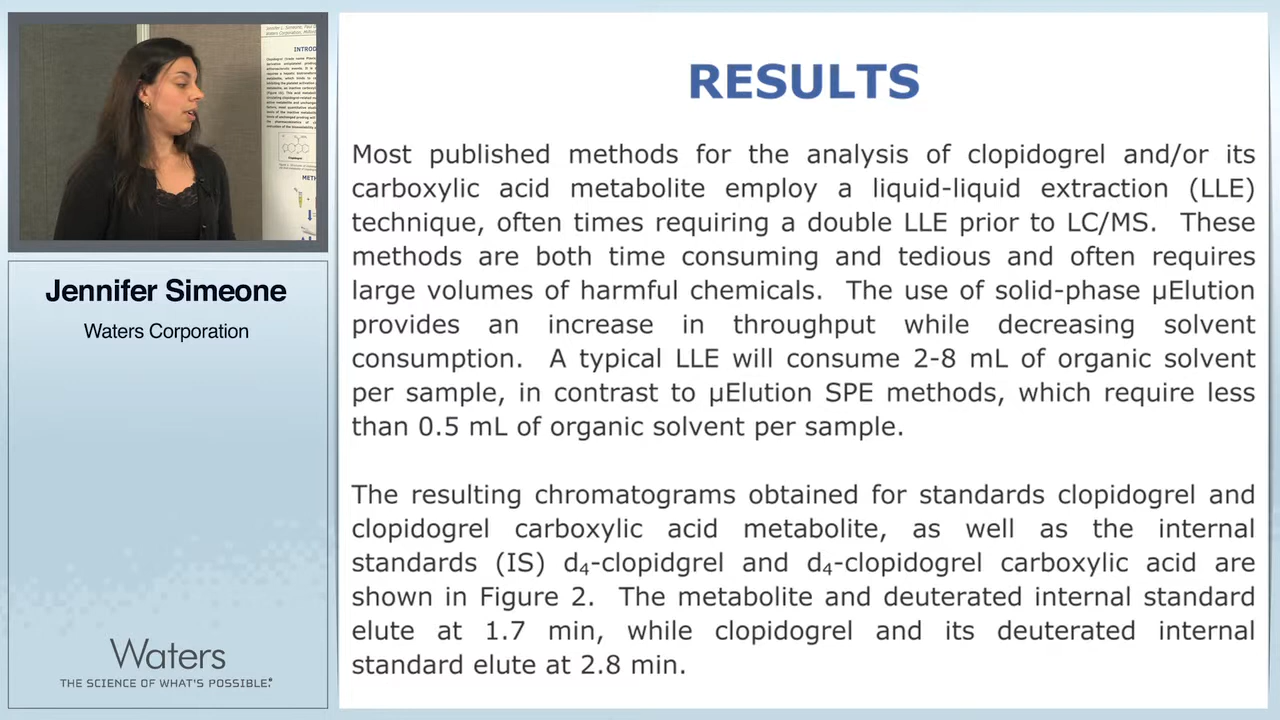 RESULTS
Most published methods for the analysis of clopidogrel and/or its
carboxylic acid metabolite employ a liquid-liquid extraction (LLE)
technique, often times requiring a double LLE prior to LC/MS. These
methods are both time consuming and tedious and often requires
large volumes of harmful chemicals. The use of solid-phase µElution
provides an increase in throughput while decreasing solvent
consumption. A typical LLE will consume 2-8 mL of organic solvent
per sample, in contrast to µElution SPE methods, which require less
than 0.5 mL of organic solvent per sample.
The resulting chromatograms obtained for standards clopidogrel and
clopidogrel carboxylic acid metabolite, as well as the internal
standards (IS) d₄-clopidgrel and d₄-clopidogrel carboxylic acid are
shown in Figure 2. The metabolite and deuterated internal standard
elute at 1.7 min, while clopidogrel and its deuterated internal
standard elute at 2.8 min.
Jennifer Simeone
Waters Corporation
Waters
THE SCIENCE OF WHAT'S POSSIBLE.®
INTROD
Clopidogrel
METH